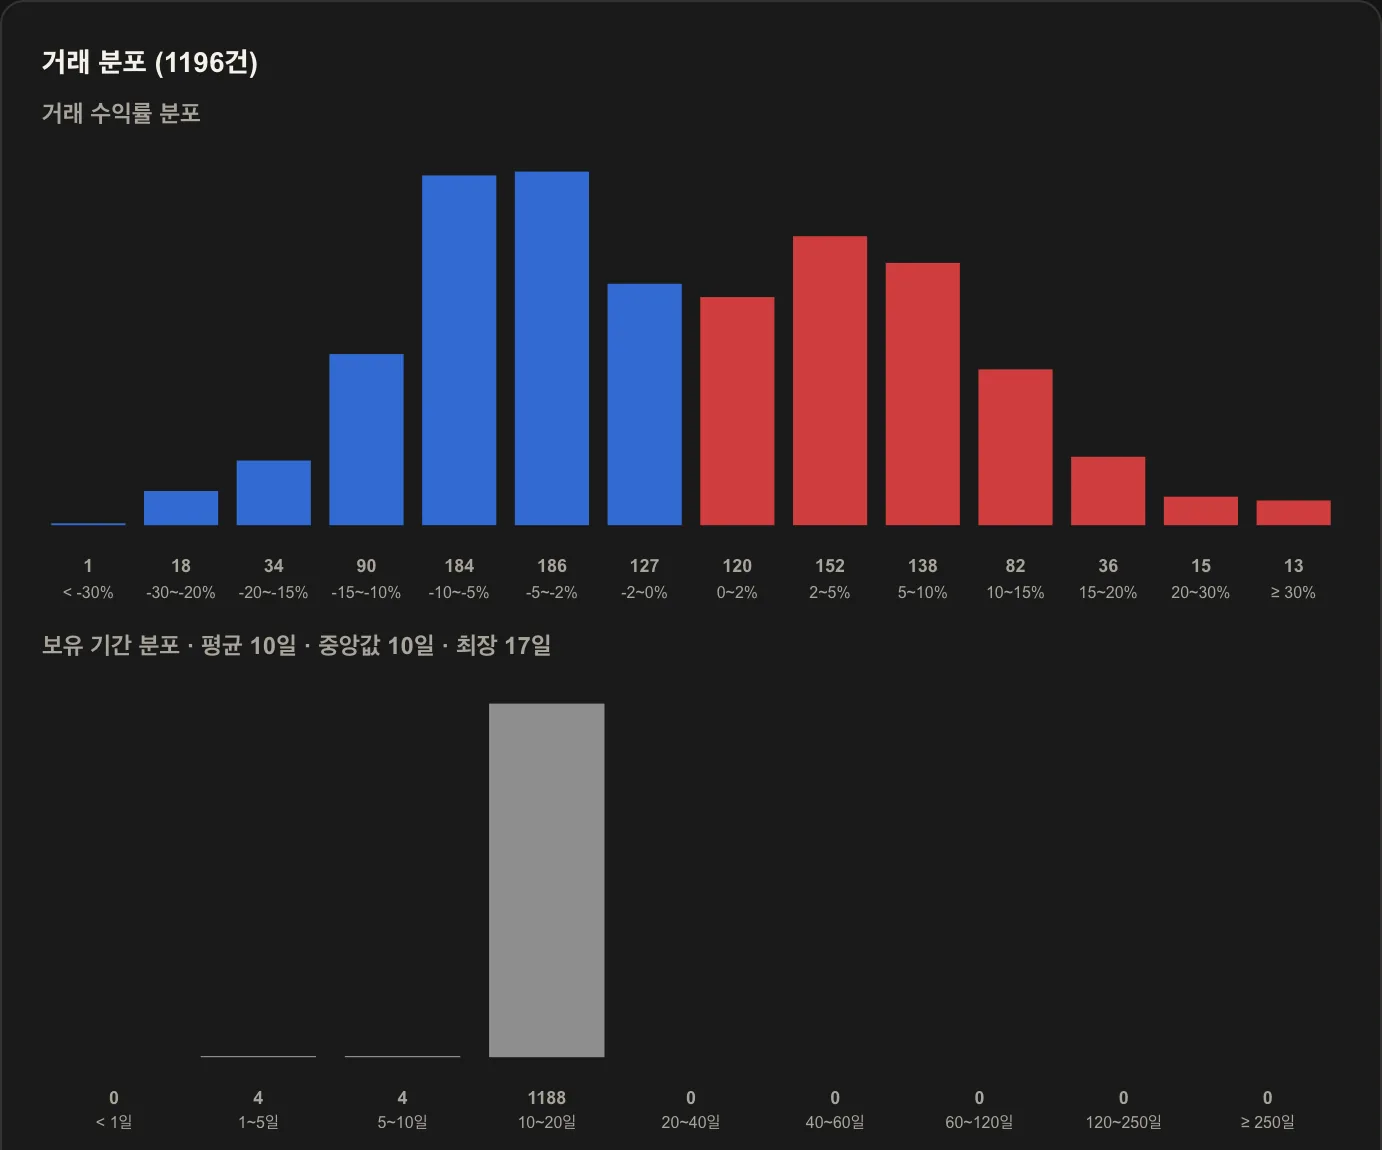 거래 분포 (1196건)
거래 수익률 분포
1 18 34 90 184 186 127 120 152 138 82 36 15 13
< -30% -30~-20% -20~-15% -15~-10% -10~-5% -5~-2% -2~0% 0~2% 2~5% 5~10% 10~15% 15~20% 20~30% ≥ 30%
보유 기간 분포 · 평균 10일 · 중앙값 10일 · 최장 17일
0 4 4 1188 0 0 0 0 0
< 1일 1~5일 5~10일 10~20일 20~40일 40~60일 60~120일 120~250일 ≥ 250일